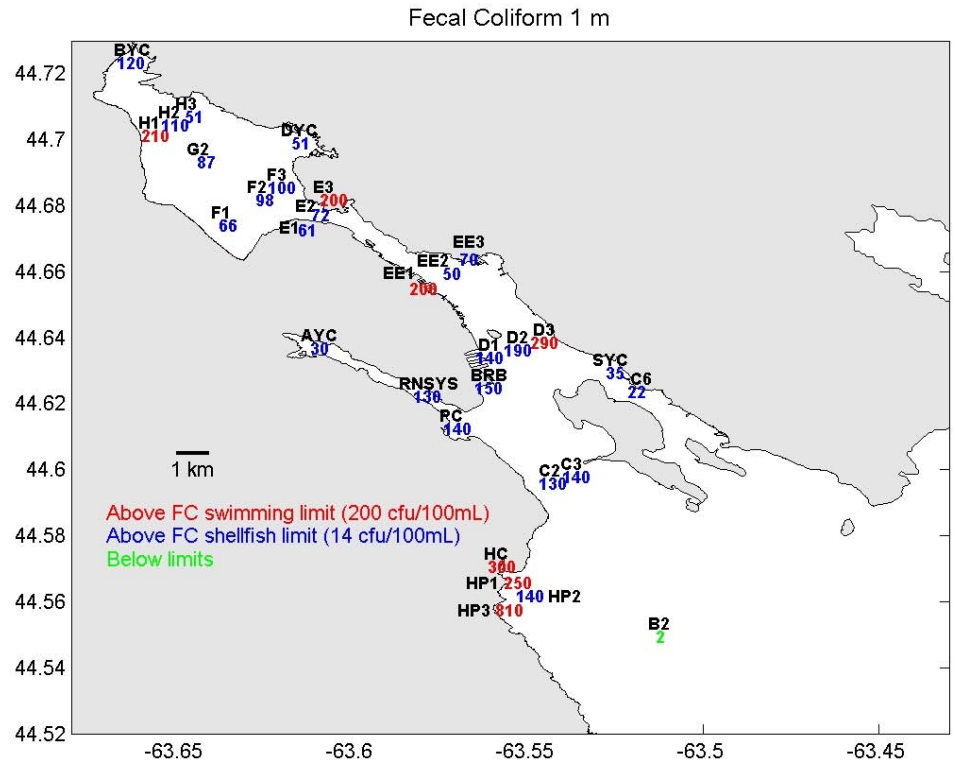 Fecal Coliform 1 m
44.72
44.7
44.68
44.66
44.64
44.62
44.6
44.58
44.56
44.54
44.52
BYC
120
H3
51
H2
110
H1
210
DYC
51
G2
87
F3
100
F2
98
E3
200
E2
72
F1
66
E1 61
EE3
70
EE2
50
EE1
200
D3
290
D2
190
D1
140
AYC
30
SYC
35
C6
22
BRB
150
RNSYS
130
PC
140
C3
140
C2
130
1 km
Above FC swimming limit (200 cfu/100mL)
Above FC shellfish limit (14 cfu/100mL)
Below limits
HC
300
HP1 250
140 HP2
HP3 810
B2
2
-63.65 -63.6 -63.55 -63.5 -63.45